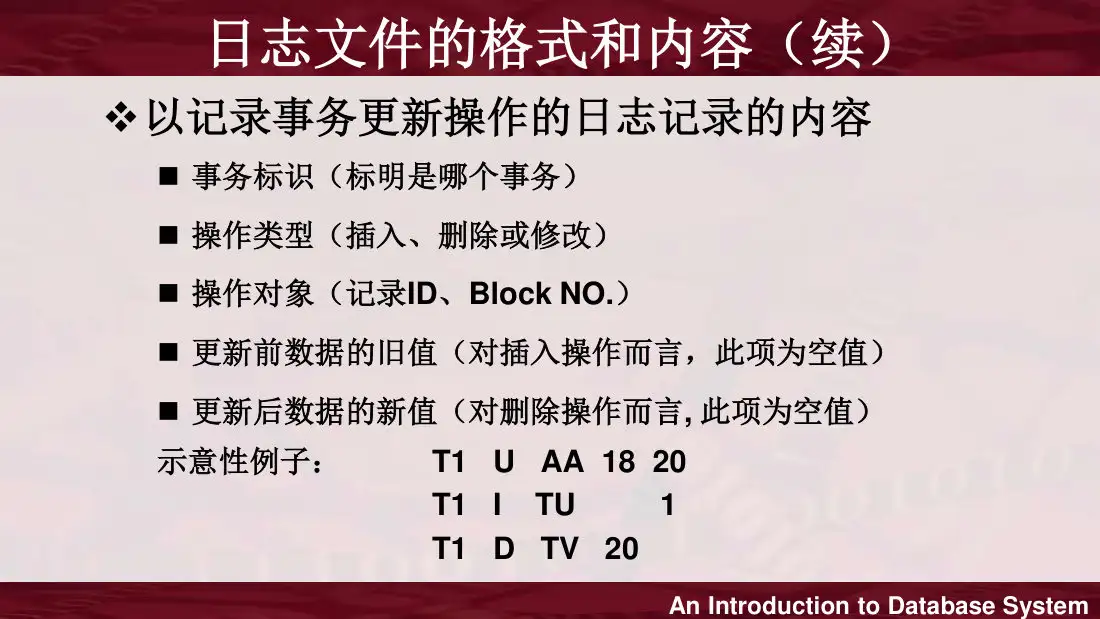 日志文件的格式和内容（续）
❖以记录事务更新操作的日志记录的内容
■ 事务标识（标明是哪个事务）
■ 操作类型（插入、删除或修改）
■ 操作对象（记录ID、Block NO.）
■ 更新前数据的旧值（对插入操作而言，此项为空值）
■ 更新后数据的新值（对删除操作而言, 此项为空值）
示意性例子： T1 U AA 18 20
T1 I TU 1
T1 D TV 20
An Introduction to Database System